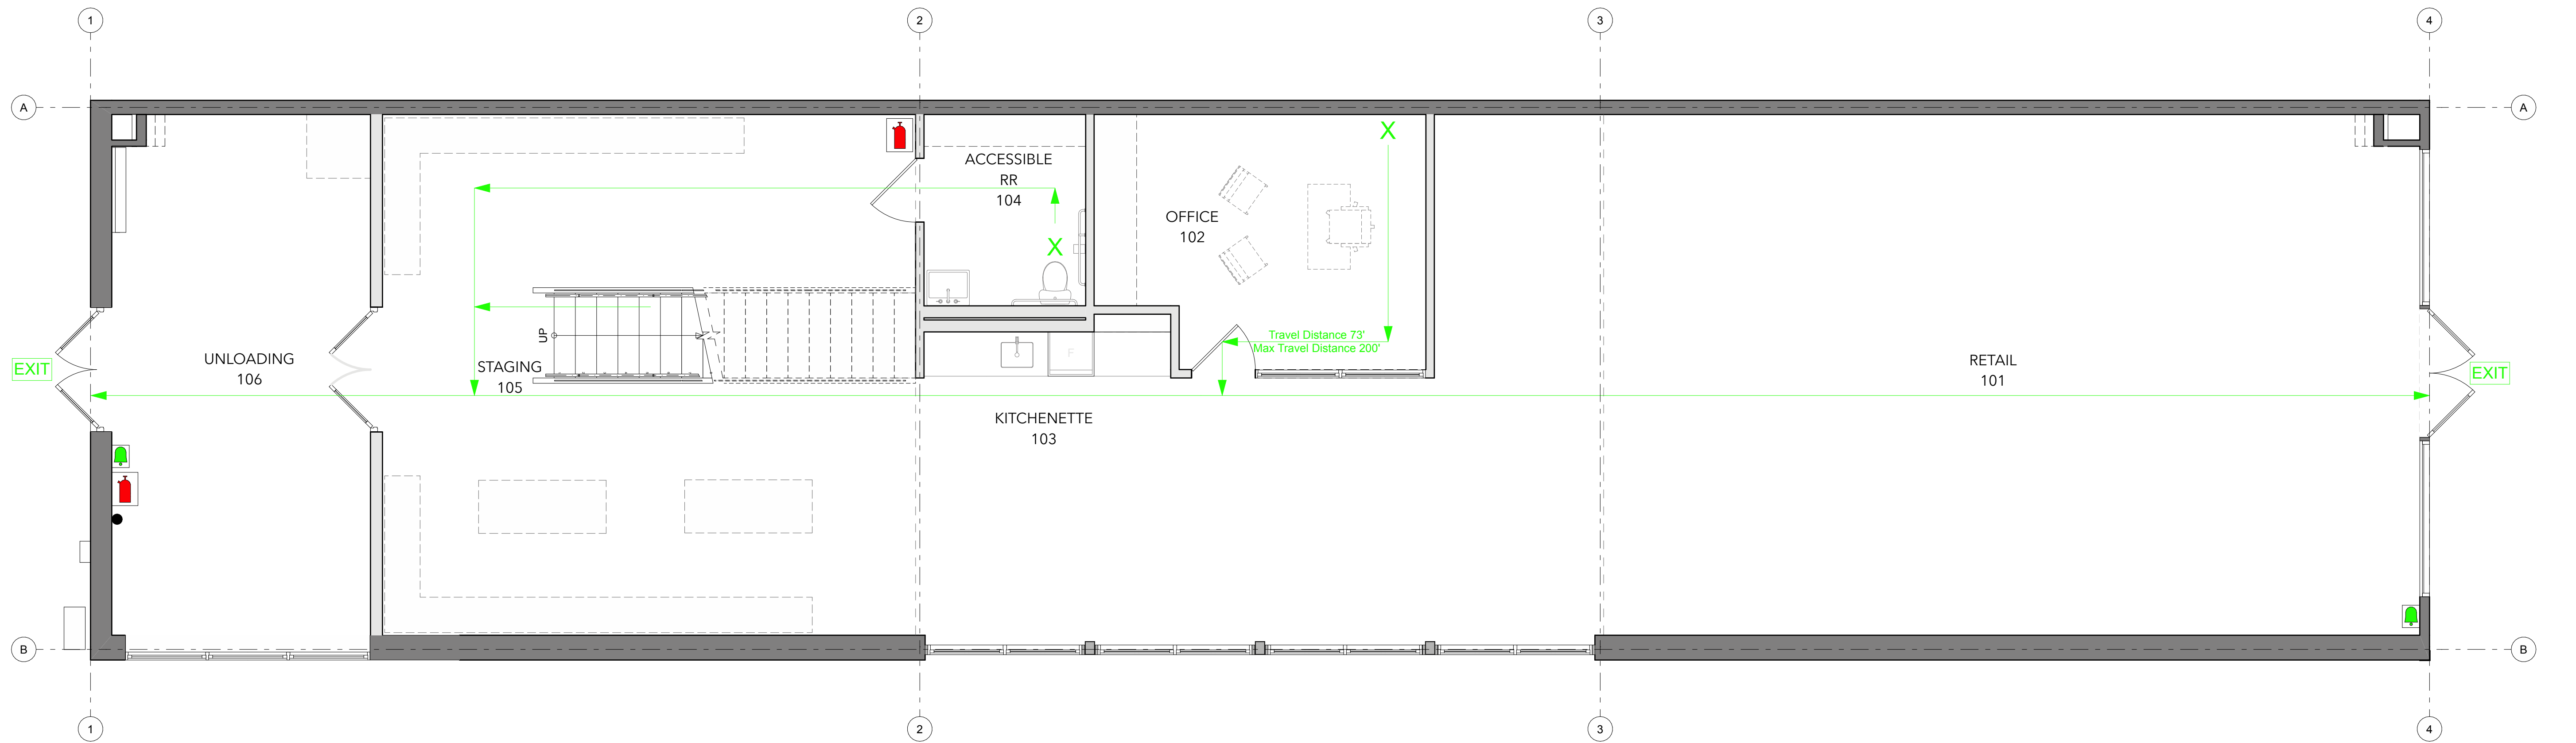 1
2
3
4
A
A
ACCESSIBLE
RR
104
OFFICE
102
UP
Travel Distance 73'
Max Travel Distance 200'
F
UNLOADING
106
STAGING
105
RETAIL
101
EXIT
EXIT
X
X
KITCHENETTE
103
B
B
1
2
3
4